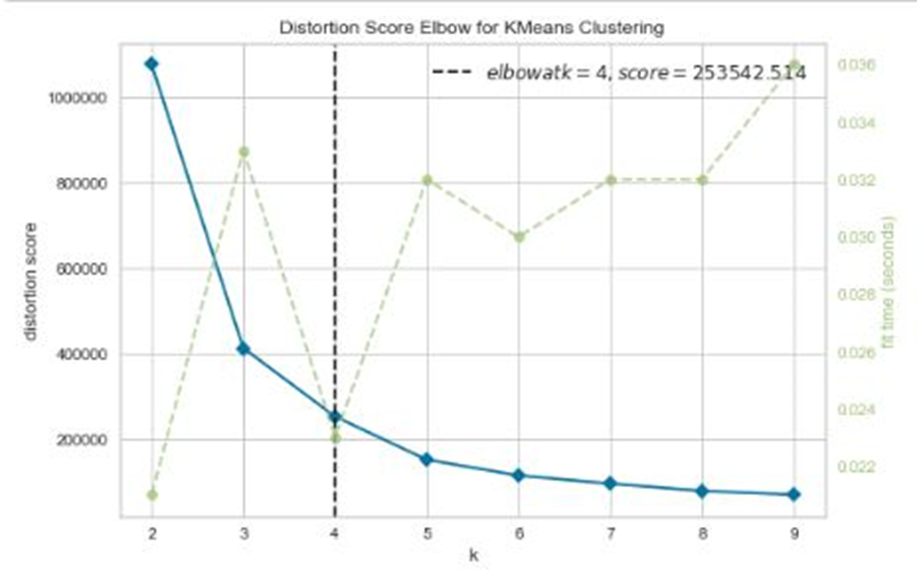 Distortion Score Elbow for KMeans Clustering
elbowatk = 4, score = 253542.514
distortion score
1000000
800000
600000
400000
200000
0.036
0.034
0.032
0.030
0.028
0.026
0.024
0.022
fit time (seconds)
2 3 4 5 6 7 8 9
k